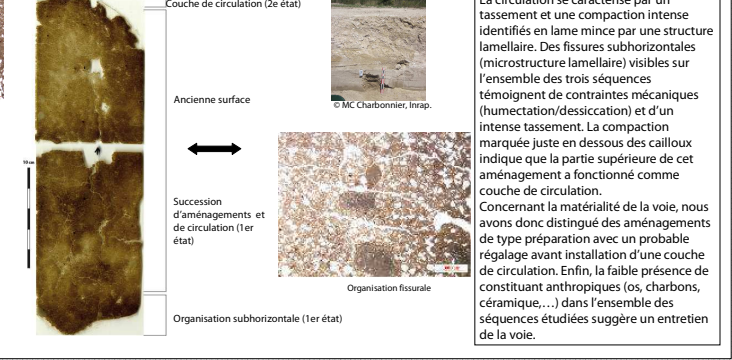 Couche de circulation (2e état)
Ancienne surface
© MC Charbonnier, Inrap.
10 cm
Succession
d'aménagements et
de circulation (1er
état)
Organisation fissurale
Organisation subhorizontale (1er état)
La circulation se caractérise par un
tassement et une compaction intense
identifiés en lame mince par une structure
lamellaire. Des fissures subhorizontales
(microstructure lamellaire) visibles sur
l'ensemble des trois séquences
témoignent de contraintes mécaniques
(humectation/dessiccation) et d'un
intense tassement. La compaction
marquée juste en dessous des cailloux
indique que la partie supérieure de cet
aménagement a fonctionné comme
couche de circulation.
Concernant la matérialité de la voie, nous
avons donc distingué des aménagements
de type préparation avec un probable
régalage avant installation d'une couche
de circulation. Enfin, la faible présence de
constituant anthropiques (os, charbons,
céramique,…) dans l'ensemble des
séquences étudiées suggère un entretien
de la voie.